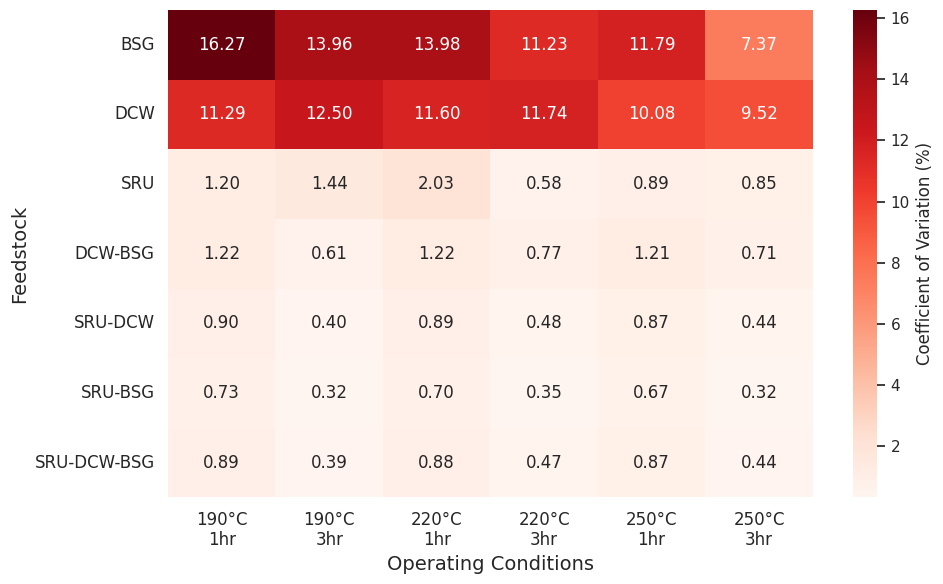 BSG 16.27 13.96 13.98 11.23 11.79 7.37
DCW 11.29 12.50 11.60 11.74 10.08 9.52
SRU 1.20 1.44 2.03 0.58 0.89 0.85
DCW-BSG 1.22 0.61 1.22 0.77 1.21 0.71
SRU-DCW 0.90 0.40 0.89 0.48 0.87 0.44
SRU-BSG 0.73 0.32 0.70 0.35 0.67 0.32
SRU-DCW-BSG 0.89 0.39 0.88 0.47 0.87 0.44
190°C 190°C 220°C 220°C 250°C 250°C
1hr 3hr 1hr 3hr 1hr 3hr
Operating Conditions
Feedstock
16
14
12
10
8
6
4
2
Coefficient of Variation (%)